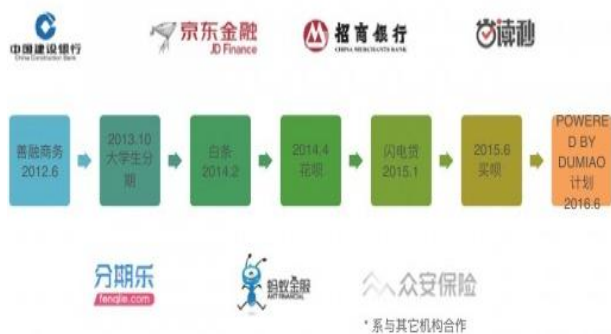 中国建设银行
China Construction Bank
京东金融
JD Finance
招商银行
CHINA MERCHANTS BANK
读秒
善融商务
2012.6
2013.10
大学生分
期
白条
2014.2
2014.4
花呗
闪电贷
2015.1
2015.6
买呗
POWERE
D BY
DUMIAO
计划
2016.6
分期乐
fenqile.com
蚂蚁金服
ANT FINANCIAL
众安保险
* 系与其它机构合作